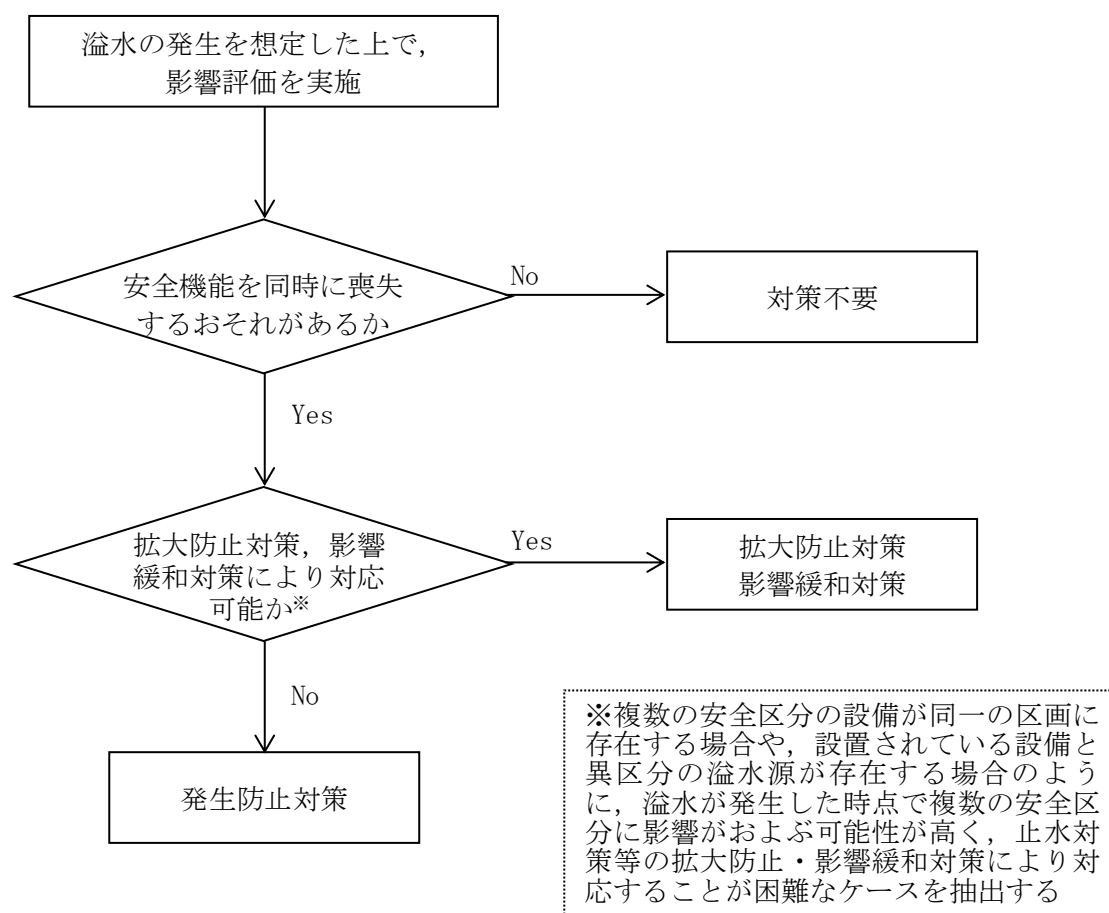 溢水の発生を想定した上で，
影響評価を実施
安全機能を同時に喪失
するおそれがあるか
No
対策不要
Yes
拡大防止対策，影響
緩和対策により対応
可能か※
Yes
拡大防止対策
影響緩和対策
No
発生防止対策
※複数の安全区分の設備が同一の区画に
存在する場合や，設置されている設備と
異区分の溢水源が存在する場合のよう
に，溢水が発生した時点で複数の安全区
分に影響がおよぶ可能性が高く，止水対
策等の拡大防止・影響緩和対策により対
応することが困難なケースを抽出する